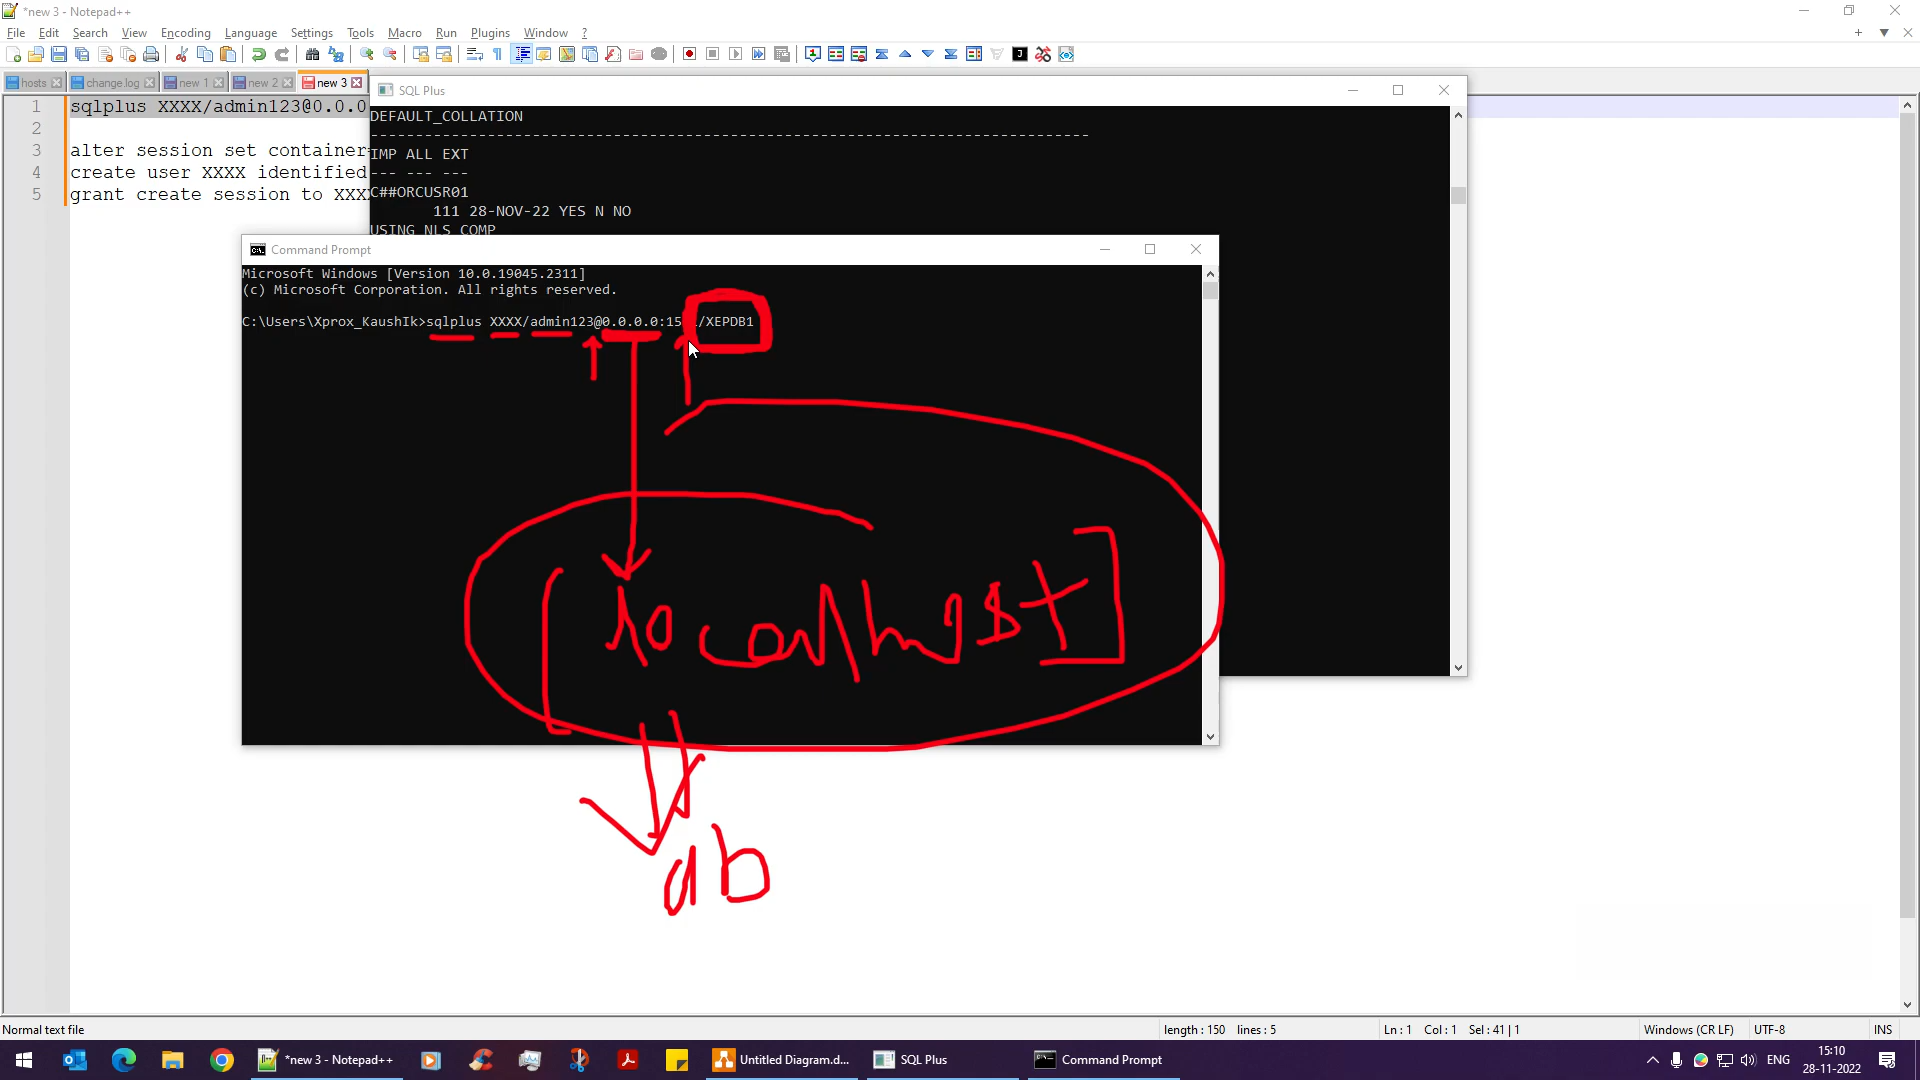 *new 3 - Notepad++
File Edit Search View Encoding Language Settings Tools Macro Run Plugins Window ?
hosts change.log new 1 new 2 new 3
1 sqlplus XXXX/admin123@0.0.0
2
3 alter session set container
4 create user XXXX identified
5 grant create session to XXX
SQL Plus
DEFAULT_COLLATION
--------------------------------------------------------------------------------
IMP ALL EXT
--- --- ---
C##ORCUSR01
111 28-NOV-22 YES N NO
USING_NLS_COMP
Command Prompt
Microsoft Windows [Version 10.0.19045.2311]
(c) Microsoft Corporation. All rights reserved.
C:\Users\Xprox_KaushIk>sqlplus XXXX/admin123@0.0.0.0:15 /XEPDB1
[localhost]
db
Normal text file length : 150 lines : 5 Ln : 1 Col : 1 Sel : 41 | 1 Windows (CR LF) UTF-8 INS
*new 3 - Notepad++ Untitled Diagram.d... SQL Plus Command Prompt ENG 15:10
28-11-2022